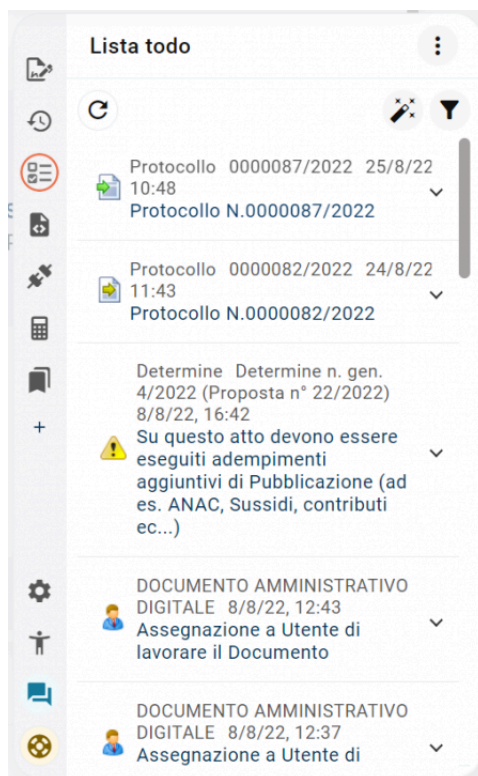 Lista todo
Protocollo 0000087/2022 25/8/22
10:48
Protocollo N.0000087/2022
Protocollo 0000082/2022 24/8/22
11:43
Protocollo N.0000082/2022
Determine Determine n. gen.
4/2022 (Proposta n° 22/2022)
8/8/22, 16:42
Su questo atto devono essere
eseguiti adempimenti
aggiuntivi di Pubblicazione (ad
es. ANAC, Sussidi, contributi
ec...)
DOCUMENTO AMMINISTRATIVO
DIGITALE 8/8/22, 12:43
Assegnazione a Utente di
lavorare il Documento
DOCUMENTO AMMINISTRATIVO
DIGITALE 8/8/22, 12:37
Assegnazione a Utente di